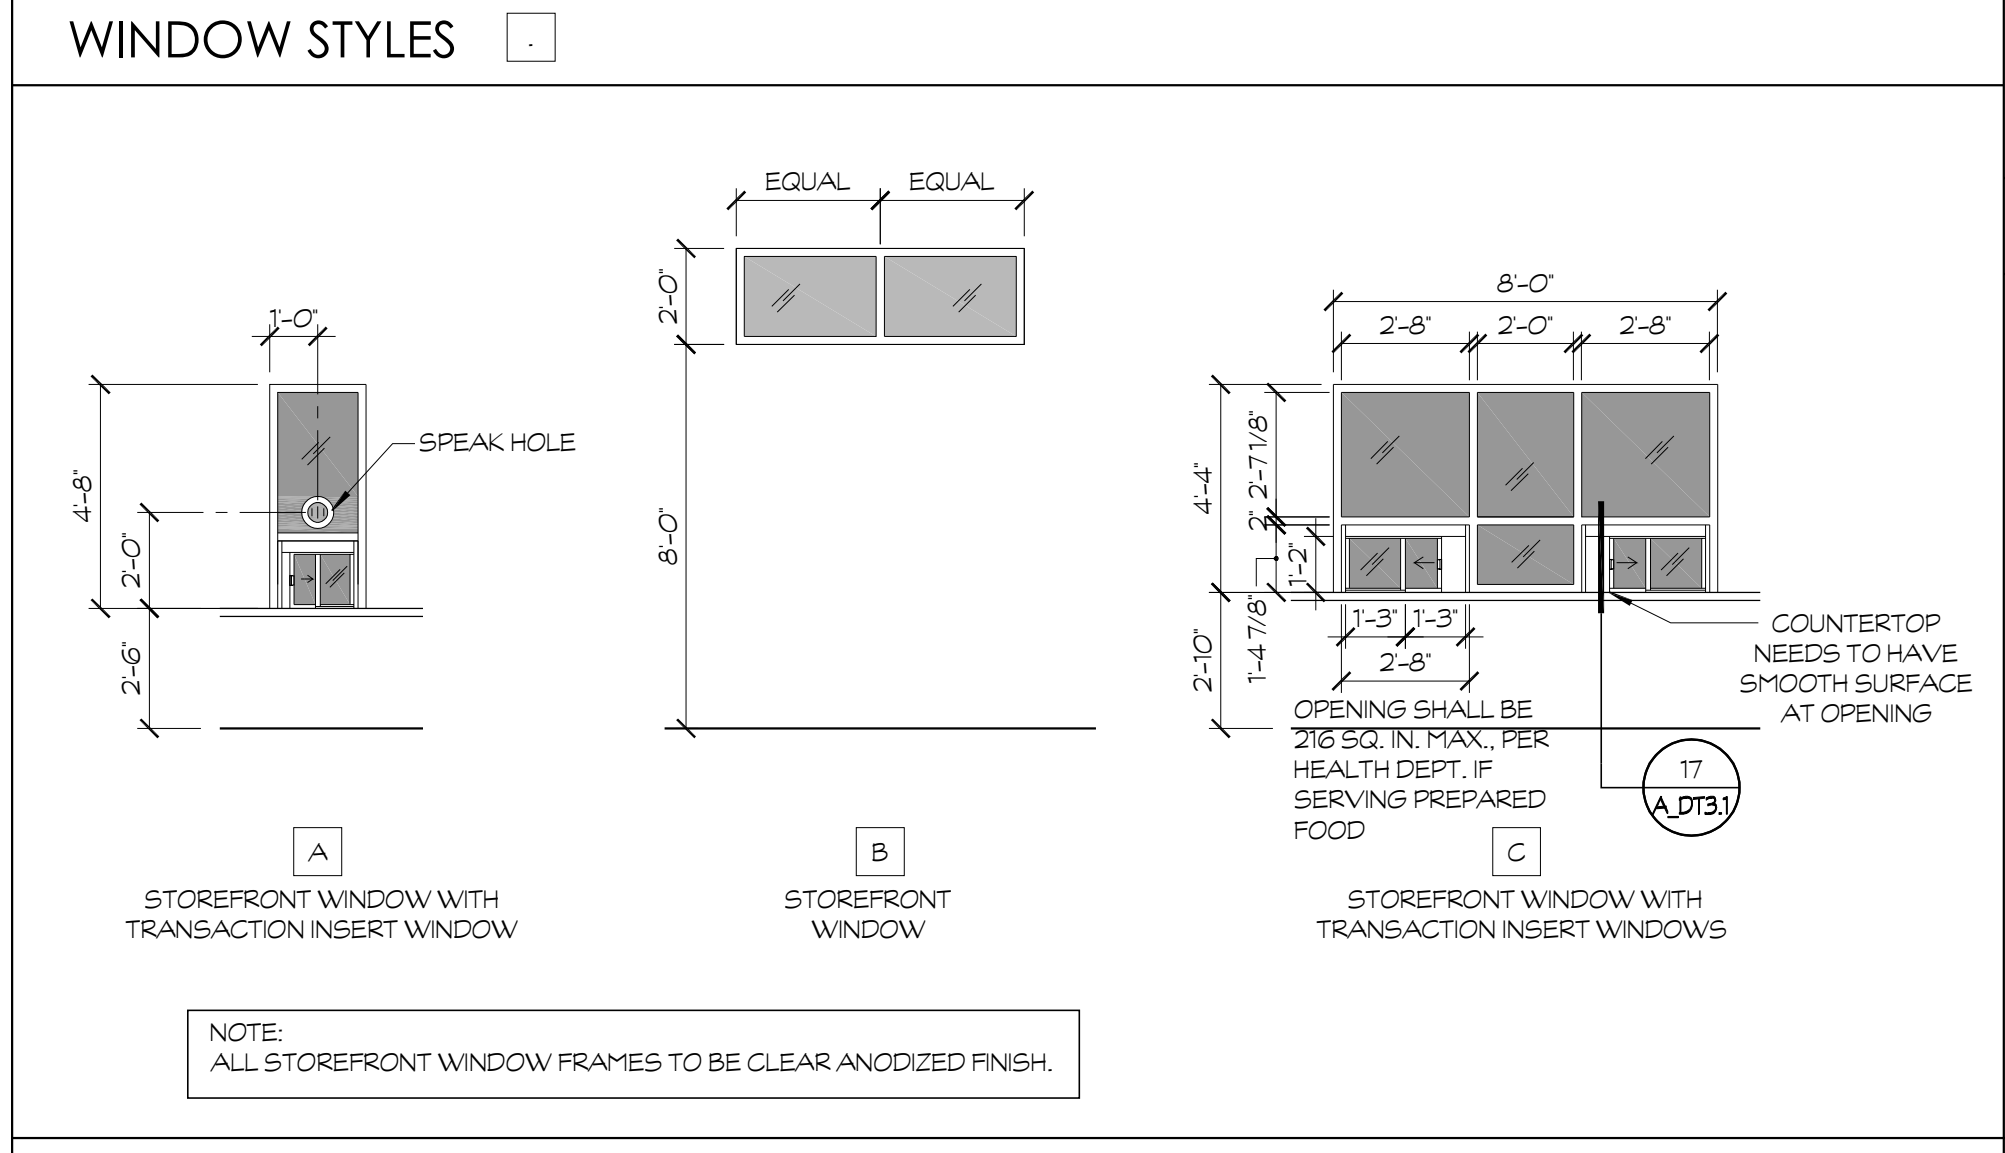 WINDOW STYLES
.
1'-0"
4'-8"
2'-0"
2'-6"
SPEAK HOLE
A
STOREFRONT WINDOW WITH
TRANSACTION INSERT WINDOW
EQUAL EQUAL
2'-0"
8'-0"
B
STOREFRONT
WINDOW
8'-0"
2'-8" 2'-0" 2'-8"
4'-4"
2'-7 1/8"
2"
1'-2"
1'-4 7/8"
2'-10"
1'-3" 1'-3"
2'-8"
COUNTERTOP
NEEDS TO HAVE
SMOOTH SURFACE
AT OPENING
OPENING SHALL BE
216 SQ. IN. MAX., PER
HEALTH DEPT. IF
SERVING PREPARED
FOOD
17
A_DT3.1
C
STOREFRONT WINDOW WITH
TRANSACTION INSERT WINDOWS
NOTE:
ALL STOREFRONT WINDOW FRAMES TO BE CLEAR ANODIZED FINISH.